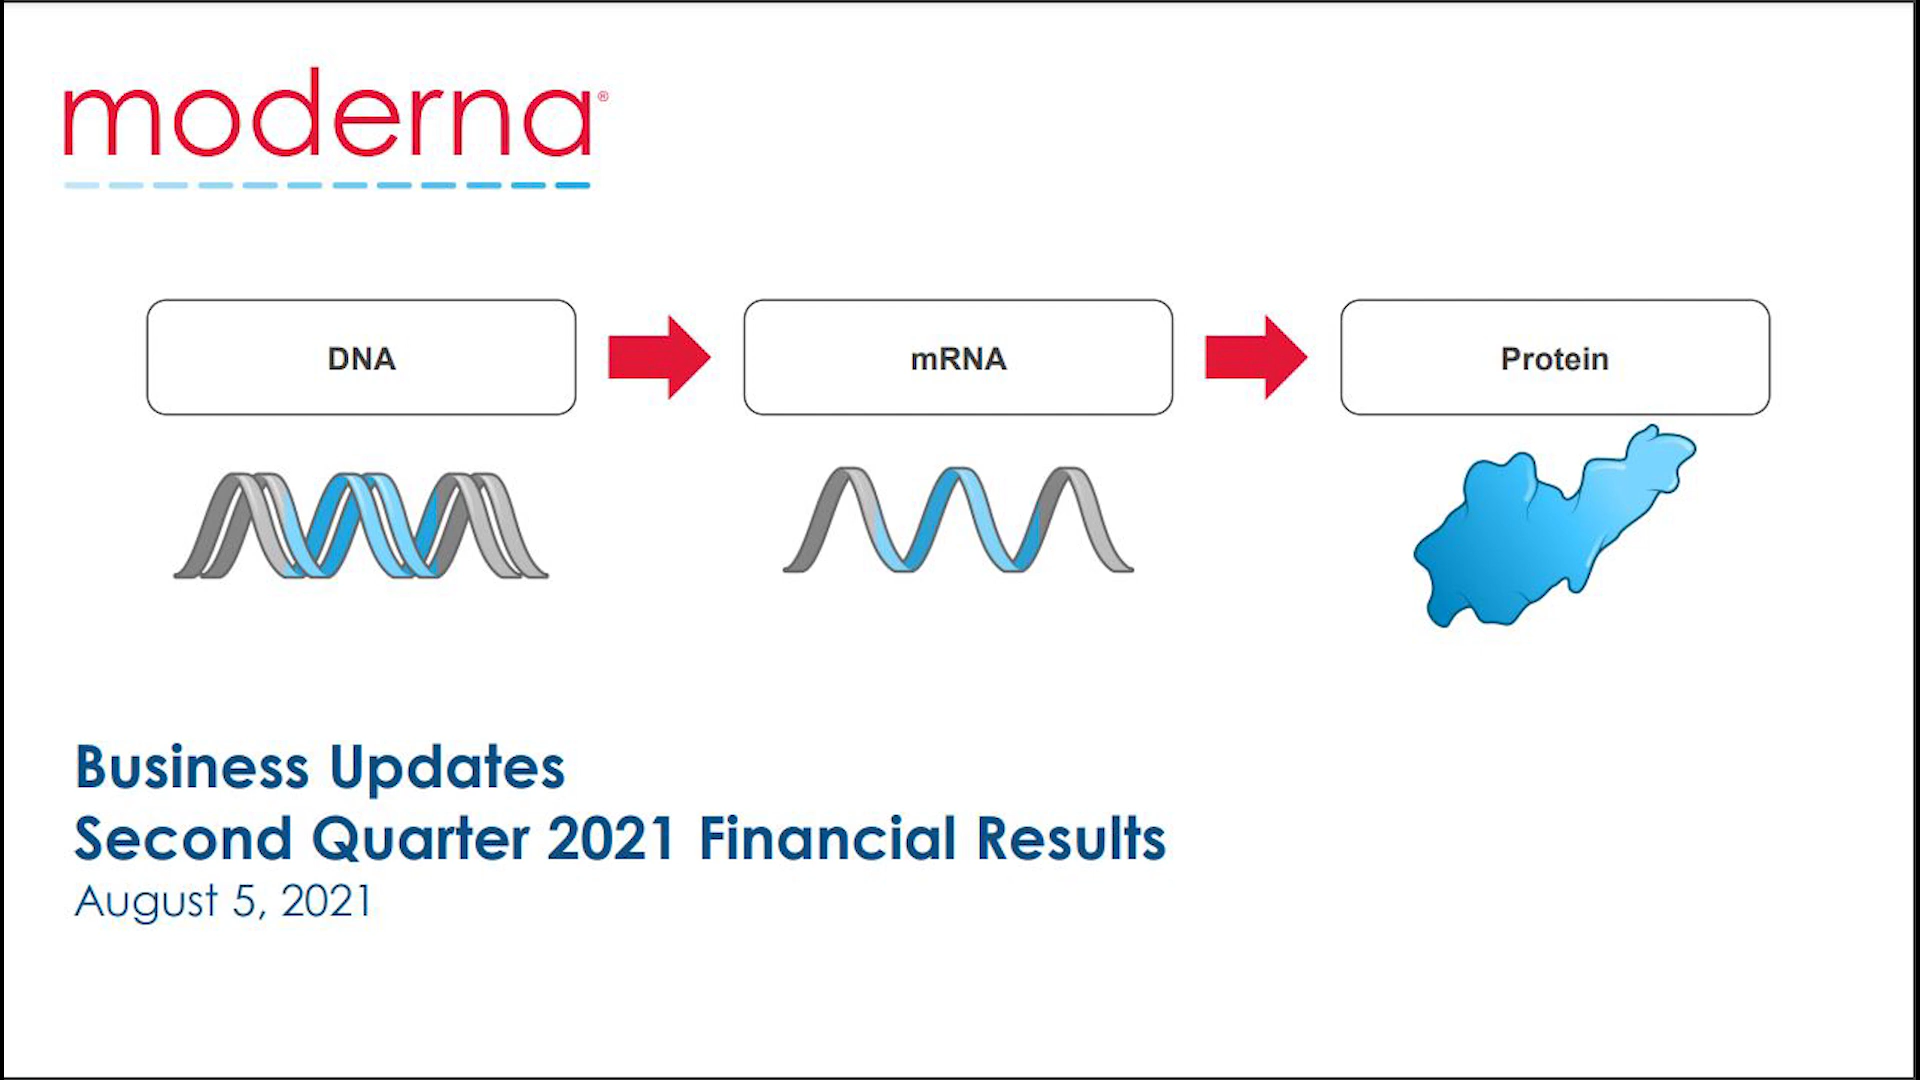 moderna®
DNA
mRNA
Protein
Business Updates
Second Quarter 2021 Financial Results
August 5, 2021